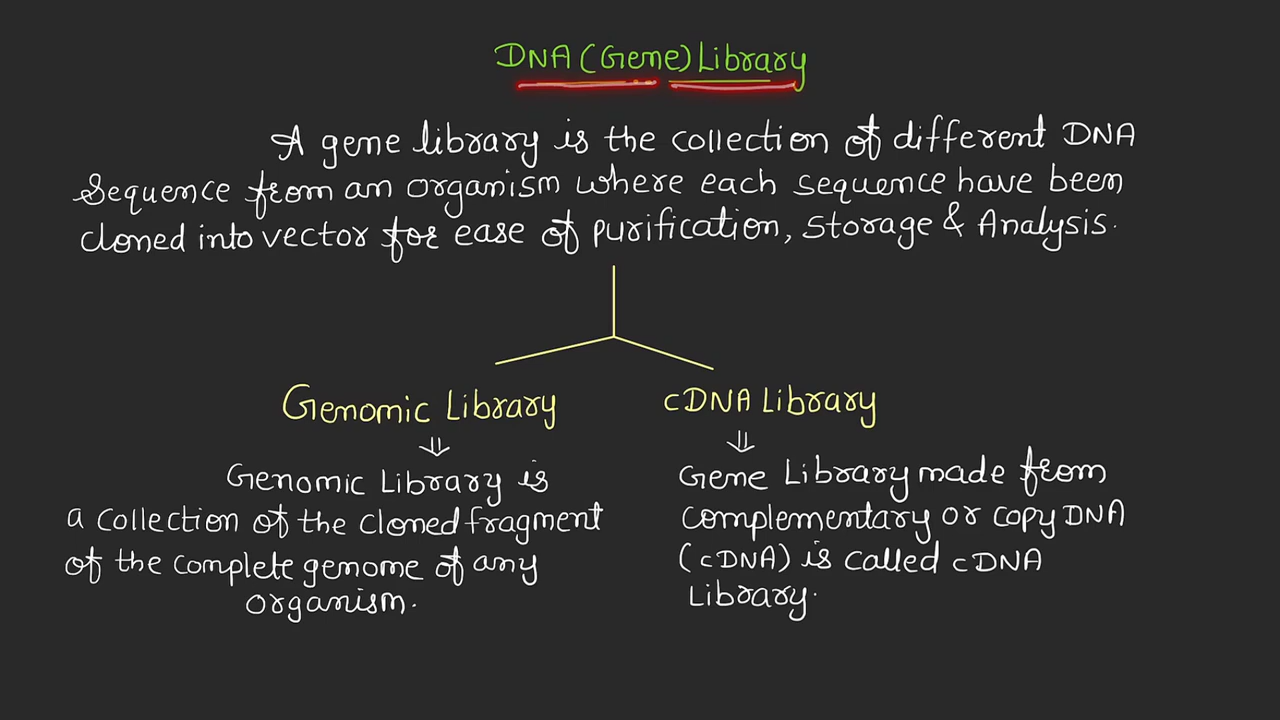 DNA (Gene) Library
A gene library is the collection of different DNA
Sequence from an organism where each sequence have been
cloned into vector for ease of purification, Storage & Analysis.
Genomic Library
cDNA Library
⇓
⇓
Genomic Library is
a collection of the cloned fragment
of the complete genome of any
organism.
Gene Library made from
complementary or copy DNA
(cDNA) is called cDNA
Library.